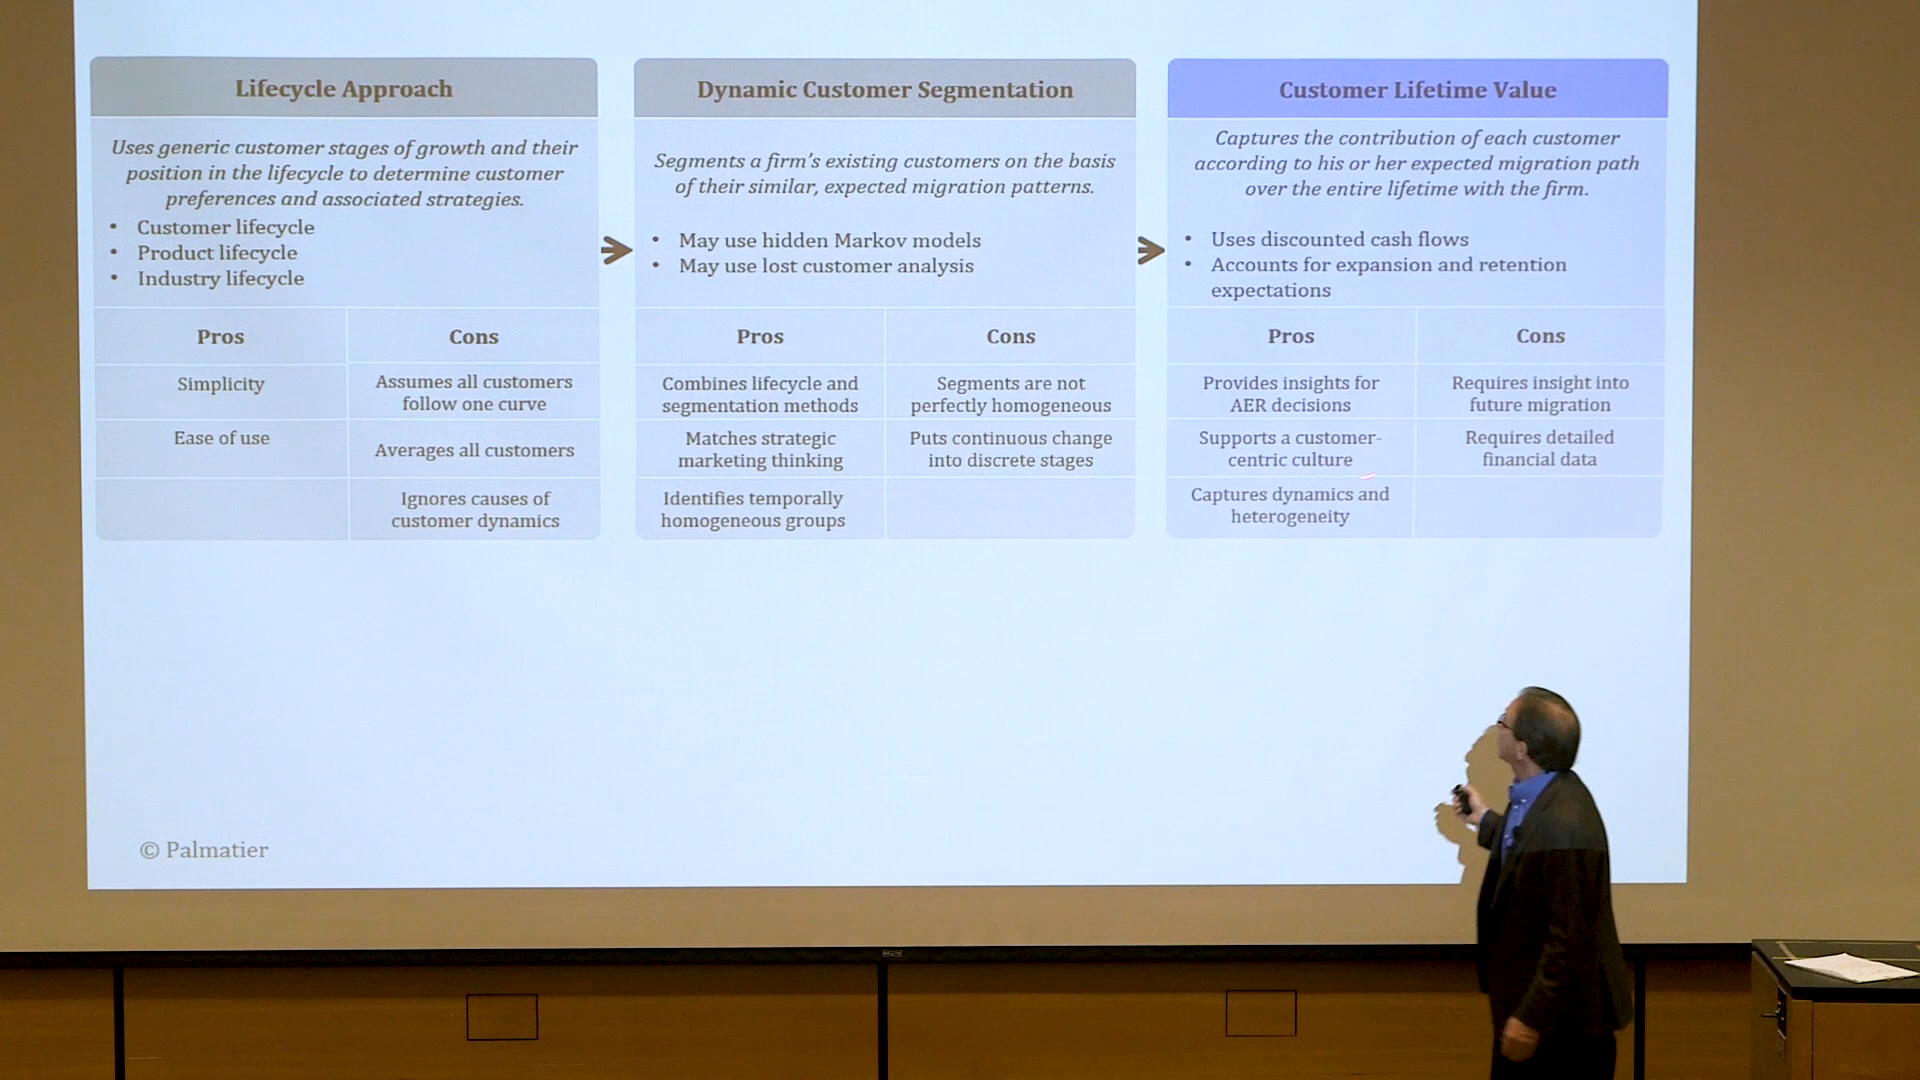 Lifecycle Approach
Uses generic customer stages of growth and their
position in the lifecycle to determine customer
preferences and associated strategies.
• Customer lifecycle
• Product lifecycle
• Industry lifecycle
Pros
Cons
Simplicity
Assumes all customers
follow one curve
Ease of use
Averages all customers
Ignores causes of
customer dynamics
Dynamic Customer Segmentation
Segments a firm's existing customers on the basis
of their similar, expected migration patterns.
• May use hidden Markov models
• May use lost customer analysis
Pros
Cons
Combines lifecycle and
segmentation methods
Segments are not
perfectly homogeneous
Matches strategic
marketing thinking
Puts continuous change
into discrete stages
Identifies temporally
homogeneous groups
Customer Lifetime Value
Captures the contribution of each customer
according to his or her expected migration path
over the entire lifetime with the firm.
• Uses discounted cash flows
• Accounts for expansion and retention
expectations
Pros
Cons
Provides insights for
AER decisions
Requires insight into
future migration
Supports a customer-
centric culture
Requires detailed
financial data
Captures dynamics and
heterogeneity
© Palmatier